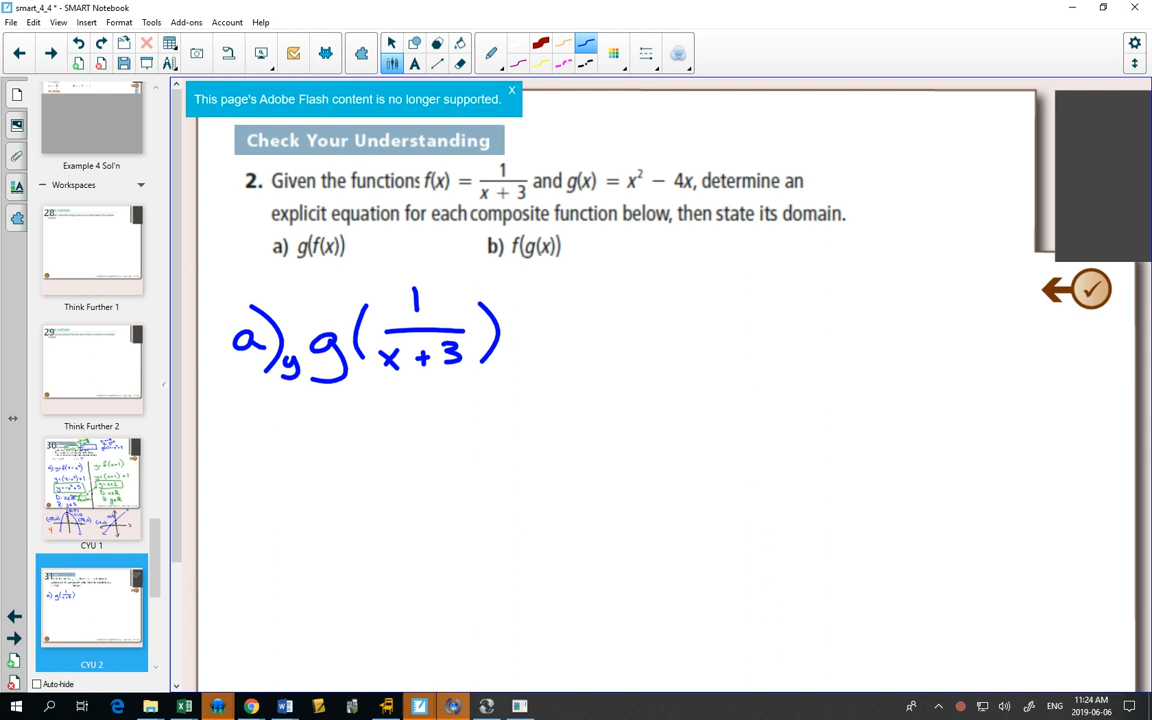 smart_4_4 * - SMART Notebook
File Edit View Insert Format Tools Add-ons Account Help
This page's Adobe Flash content is no longer supported. X
Check Your Understanding
2. Given the functions f(x) = 1/(x + 3) and g(x) = x² − 4x, determine an
explicit equation for each composite function below, then state its domain.
a) g(f(x)) b) f(g(x))
a) y g( 1/(x + 3) )
Example 4 Sol'n
Workspaces
28
Think Further 1
29
Think Further 2
30
CYU 1
31
a) g(1/(x+3))
CYU 2
Auto-hide
ENG
11:24 AM
2019-06-06